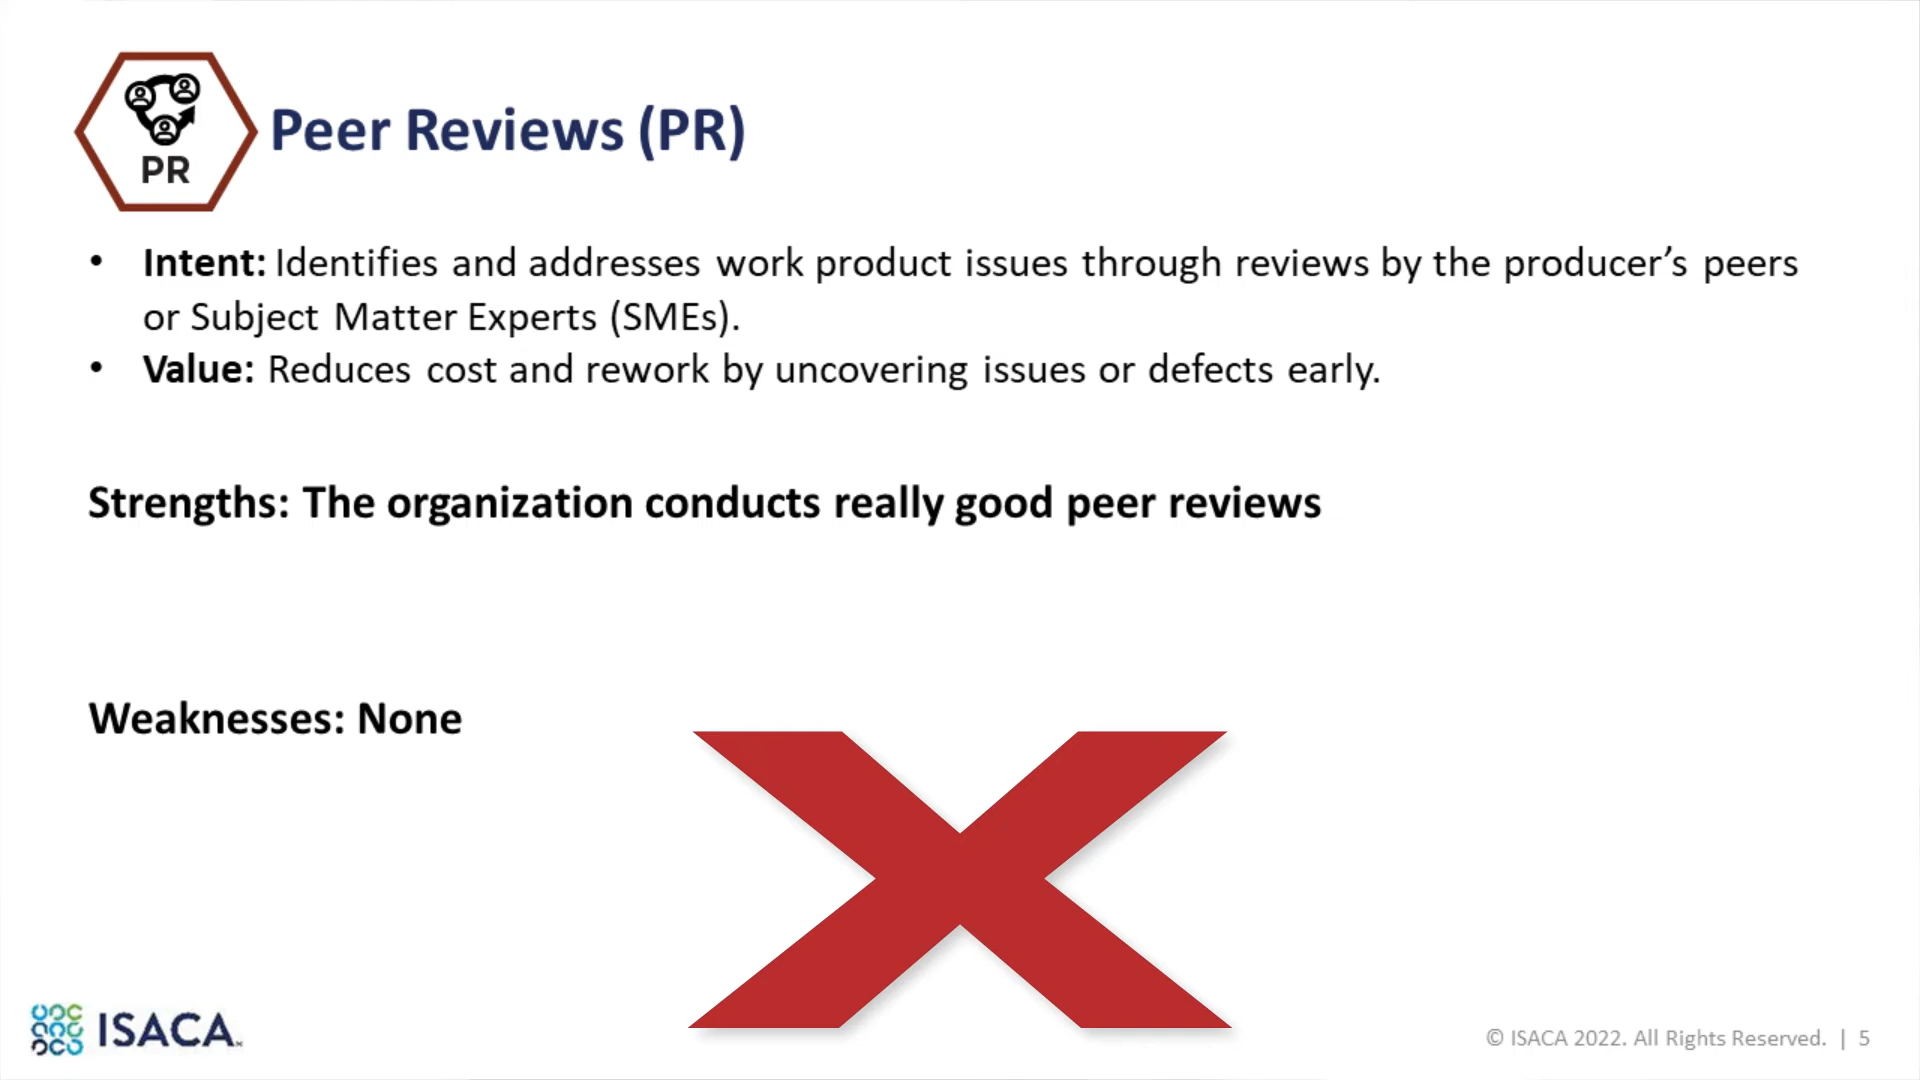 PR
Peer Reviews (PR)
• Intent: Identifies and addresses work product issues through reviews by the producer’s peers
or Subject Matter Experts (SMEs).
• Value: Reduces cost and rework by uncovering issues or defects early.
Strengths: The organization conducts really good peer reviews
Weaknesses: None
ISACA™
© ISACA 2022. All Rights Reserved. | 5